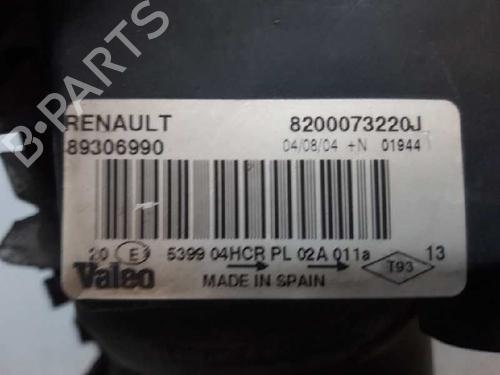 B-PARTS
RENAULT 8200073220J
89306990 04/08/04 +N 01944
20 E 5399 04HCR PL 02A 011a 13
Valeo T93
MADE IN SPAIN